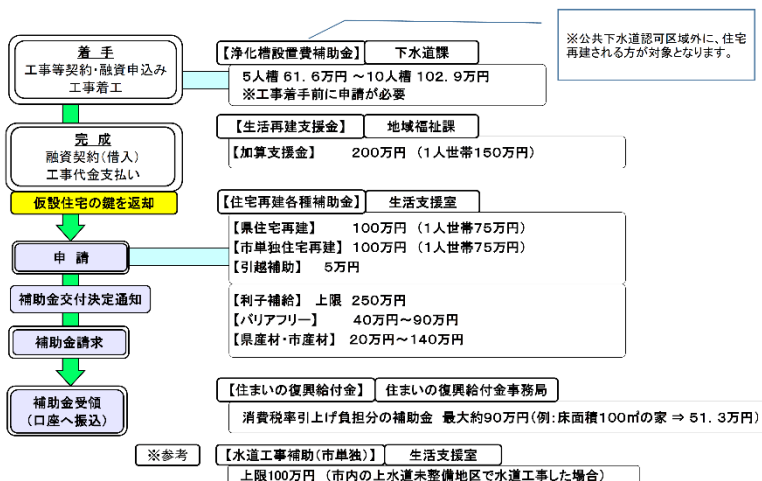 ※公共下水道認可区域外に、住宅
再建される方が対象となります。
着 手
工事等契約・融資申込み
工事着工
【浄化槽設置費補助金】 下水道課
5人槽 61.6万円 ～10人槽 102.9万円
※工事着手前に申請が必要
完 成
融資契約(借入)
工事代金支払い
【生活再建支援金】 地域福祉課
【加算支援金】 200万円 (1人世帯150万円)
仮設住宅の鍵を返却
【住宅再建各種補助金】 生活支援室
【県住宅再建】 100万円 (1人世帯75万円)
【市単独住宅再建】 100万円 (1人世帯75万円)
【引越補助】 5万円
申 請
補助金交付決定通知
【利子補給】 上限 250万円
【バリアフリー】 40万円～90万円
【県産材・市産材】 20万円～140万円
補助金請求
補助金受領
(口座へ振込)
【住まいの復興給付金】 住まいの復興給付金事務局
消費税率引上げ負担分の補助金 最大約90万円(例:床面積100㎡の家 ⇒ 51.3万円)
※参考 【水道工事補助(市単独)】 生活支援室
上限100万円 (市内の上水道未整備地区で水道工事した場合)